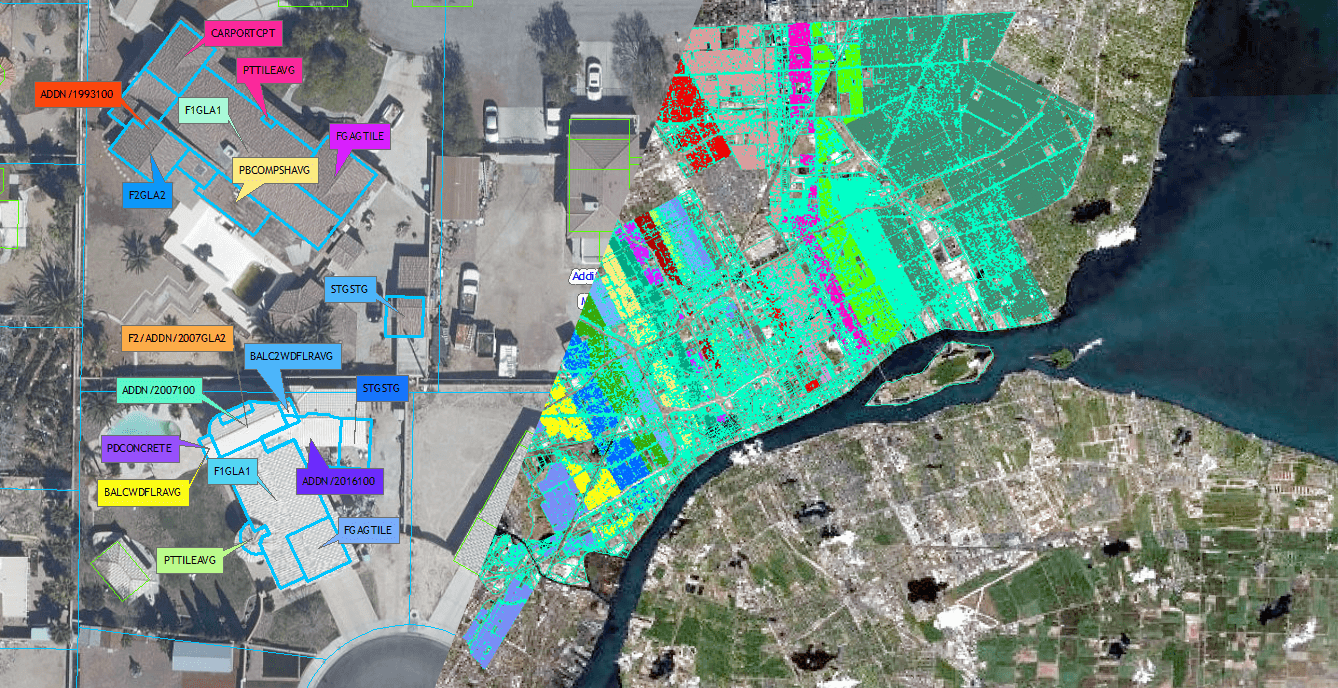 CARPORTCPT
PTTILEAVG
ADDN/1993100
F1GLA1
FGAGTILE
PBCOMPSHAVG
F2GLA2
STGSTG
Addi
F2/ADDN/2007GLA2
BALC2WDFLRAVG
ADDN/2007100
STGSTG
PDCONCRETE
F1GLA1
ADDN/2016100
BALCWDFLRAVG
FGAGTILE
PTTILEAVG